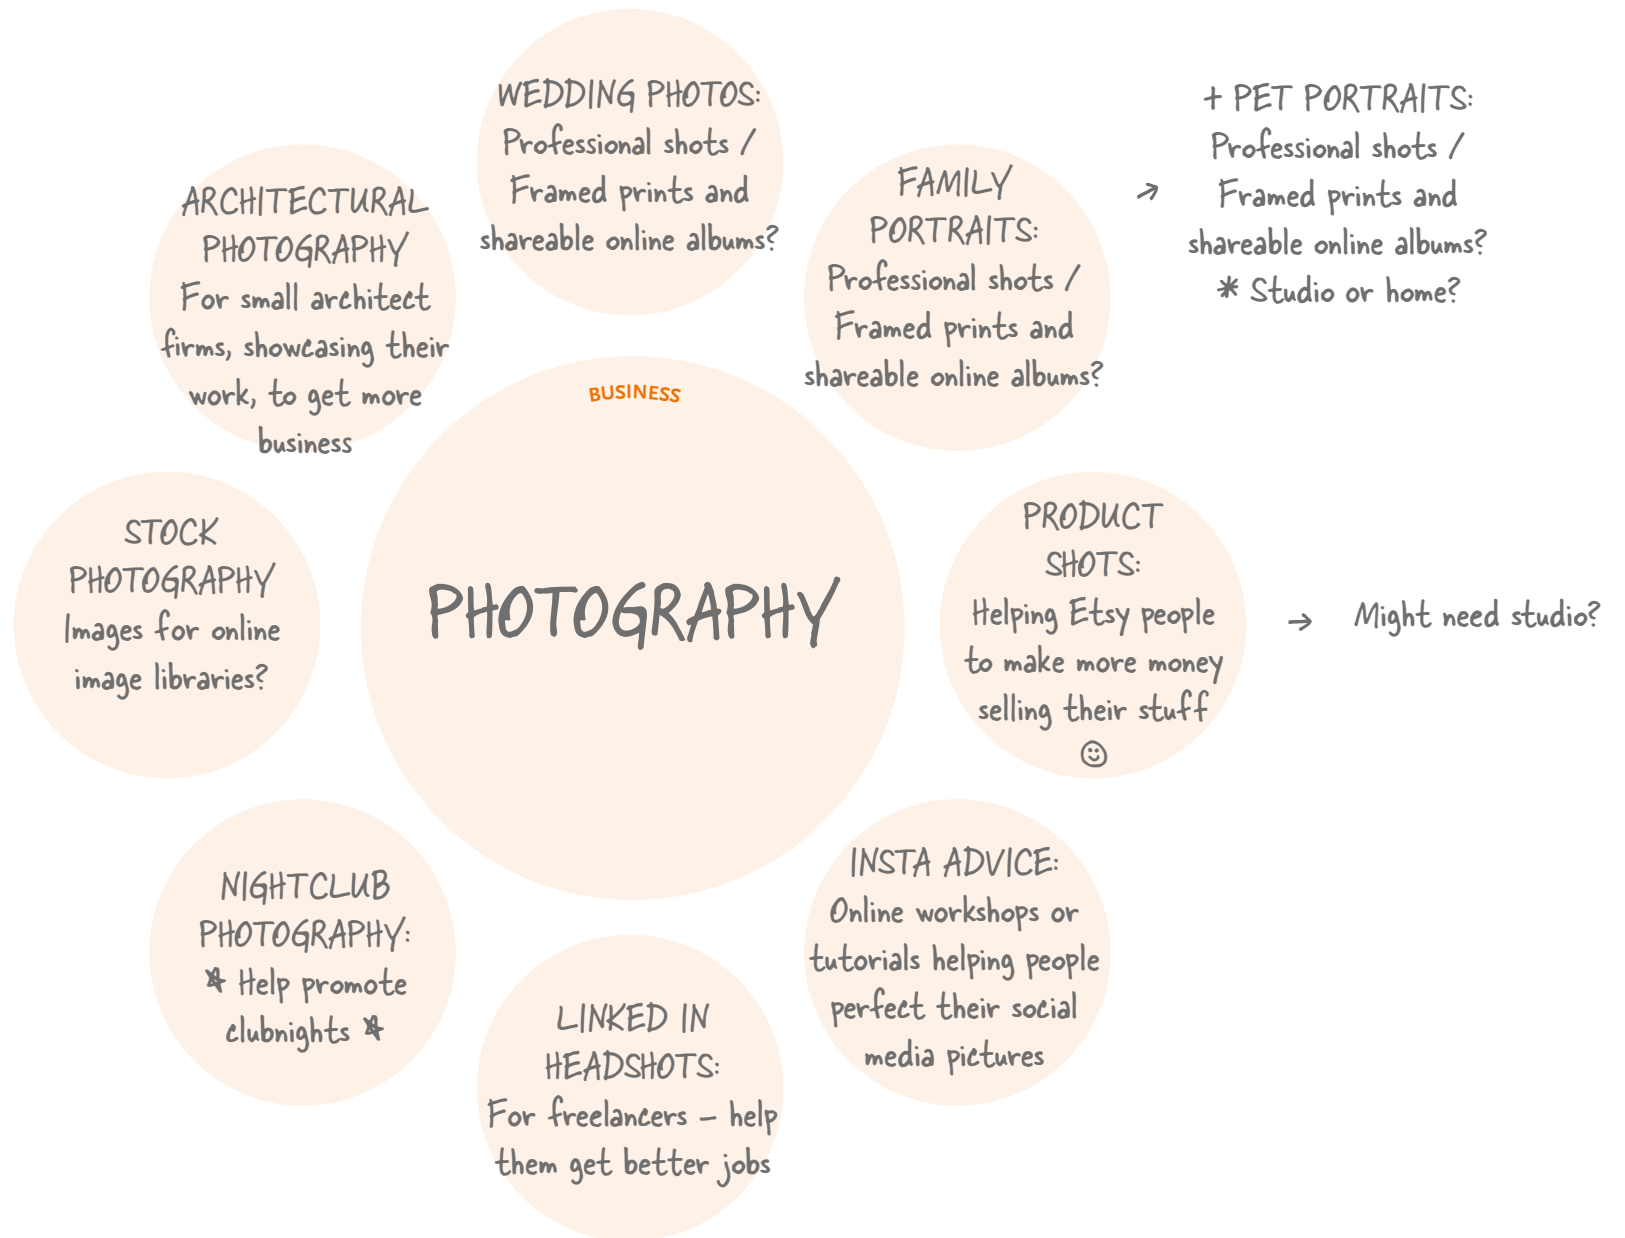 WEDDING PHOTOS:
Professional shots /
Framed prints and
shareable online albums?
FAMILY
PORTRAITS:
Professional shots /
Framed prints and
shareable online albums?
→
+ PET PORTRAITS:
Professional shots /
Framed prints and
shareable online albums?
* Studio or home?
ARCHITECTURAL
PHOTOGRAPHY
For small architect
firms, showcasing their
work, to get more
business
BUSINESS
PHOTOGRAPHY
PRODUCT
SHOTS:
Helping Etsy people
to make more money
selling their stuff
☺
→ Might need studio?
STOCK
PHOTOGRAPHY
Images for online
image libraries?
INSTA ADVICE:
Online workshops or
tutorials helping people
perfect their social
media pictures
NIGHTCLUB
PHOTOGRAPHY:
☆ Help promote
clubnights ☆
LINKED IN
HEADSHOTS:
For freelancers – help
them get better jobs